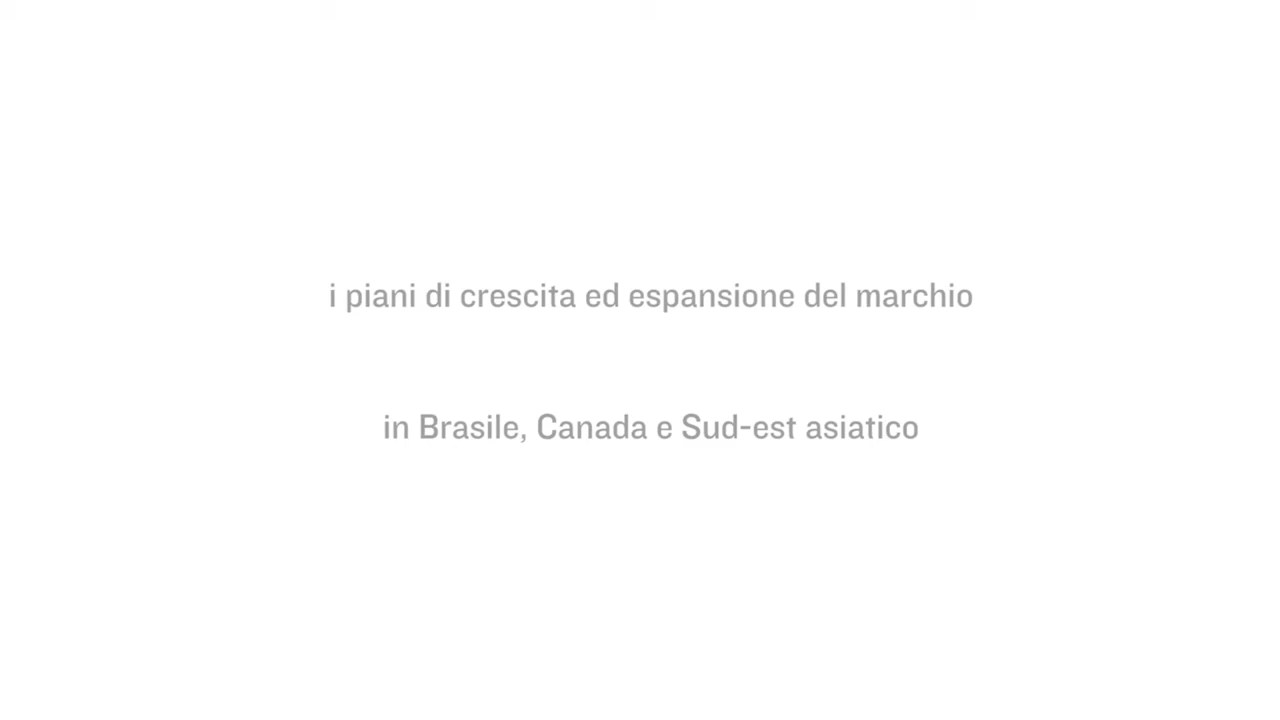 i piani di crescita ed espansione del marchio
in Brasile, Canada e Sud-est asiatico